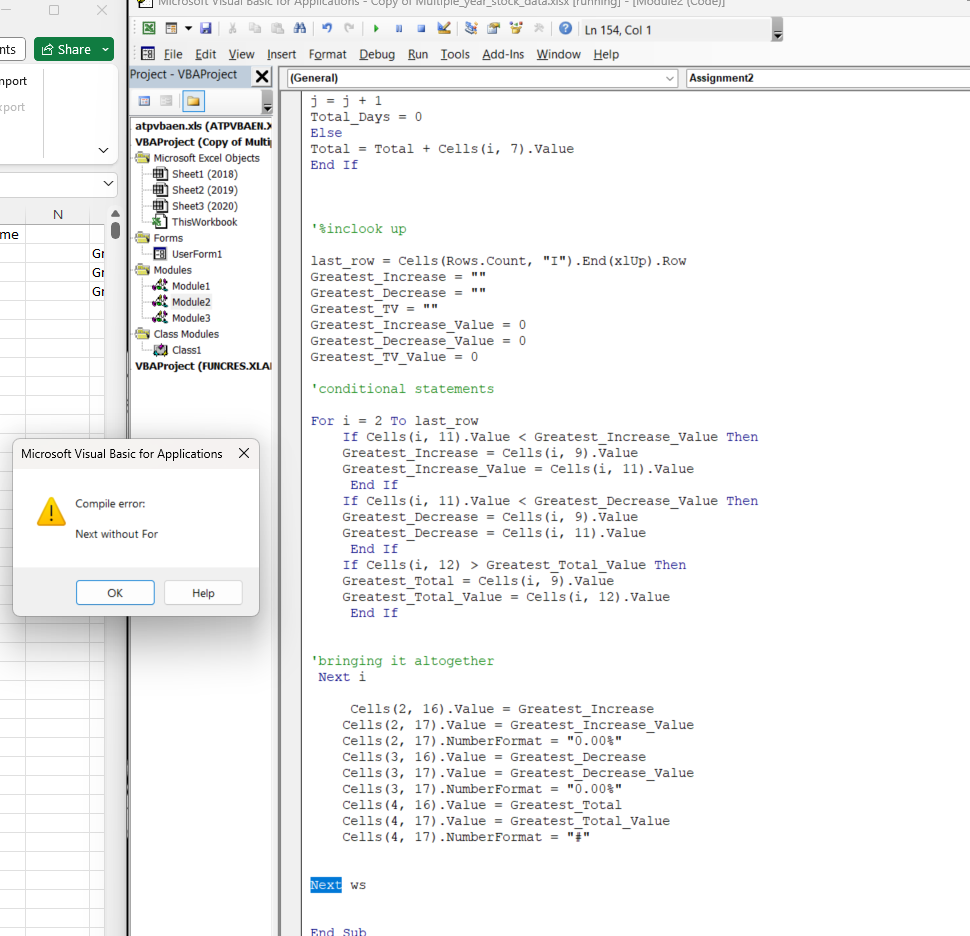 Microsoft Visual Basic for Applications - Copy of Multiple_year_stock_data.xlsx [running] - [Module2 (Code)]
Ln 154, Col 1
nts
Share
File Edit View Insert Format Debug Run Tools Add-Ins Window Help
mport
xport
Project - VBAProject
(General)
Assignment2
atpvbaen.xls (ATPVBAEN.X
VBAProject (Copy of Multi
Microsoft Excel Objects
Sheet1 (2018)
Sheet2 (2019)
Sheet3 (2020)
ThisWorkbook
Forms
UserForm1
Modules
Module1
Module2
Module3
Class Modules
Class1
VBAProject (FUNCRES.XLAI
N
me
Gr
Gr
Gr
j = j + 1
Total_Days = 0
Else
Total = Total + Cells(i, 7).Value
End If
'%inclook up
last_row = Cells(Rows.Count, "I").End(xlUp).Row
Greatest_Increase = ""
Greatest_Decrease = ""
Greatest_TV = ""
Greatest_Increase_Value = 0
Greatest_Decrease_Value = 0
Greatest_TV_Value = 0
'conditional statements
For i = 2 To last_row
If Cells(i, 11).Value < Greatest_Increase_Value Then
Greatest_Increase = Cells(i, 9).Value
Greatest_Increase_Value = Cells(i, 11).Value
End If
If Cells(i, 11).Value < Greatest_Decrease_Value Then
Greatest_Decrease = Cells(i, 9).Value
Greatest_Decrease = Cells(i, 11).Value
End If
If Cells(i, 12) > Greatest_Total_Value Then
Greatest_Total = Cells(i, 9).Value
Greatest_Total_Value = Cells(i, 12).Value
End If
'bringing it altogether
Next i
Cells(2, 16).Value = Greatest_Increase
Cells(2, 17).Value = Greatest_Increase_Value
Cells(2, 17).NumberFormat = "0.00%"
Cells(3, 16).Value = Greatest_Decrease
Cells(3, 17).Value = Greatest_Decrease_Value
Cells(3, 17).NumberFormat = "0.00%"
Cells(4, 16).Value = Greatest_Total
Cells(4, 17).Value = Greatest_Total_Value
Cells(4, 17).NumberFormat = "#"
Next ws
End Sub
Microsoft Visual Basic for Applications
Compile error:
Next without For
OK
Help